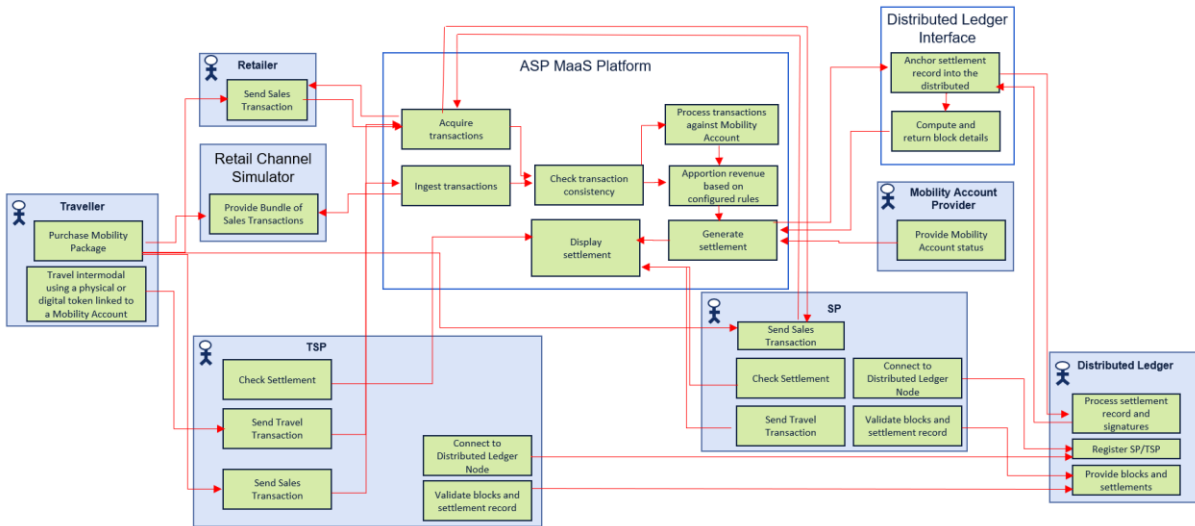 Distributed Ledger
Interface
Anchor settlement
record into the
distributed
Compute and
return block details
Retailer
Send Sales
Transaction
ASP MaaS Platform
Acquire
transactions
Process transactions
against Mobility
Account
Ingest transactions
Check transaction
consistency
Apportion revenue
based on
configured rules
Display
settlement
Generate
settlement
Retail Channel
Simulator
Provide Bundle of
Sales Transactions
Mobility Account
Provider
Provide Mobility
Account status
Traveller
Purchase Mobility
Package
Travel intermodal
using a physical or
digital token linked to
a Mobility Account
TSP
Check Settlement
Send Travel
Transaction
Send Sales
Transaction
Connect to
Distributed Ledger
Node
Validate blocks and
settlement record
SP
Send Sales
Transaction
Check Settlement
Connect to
Distributed Ledger
Node
Send Travel
Transaction
Validate blocks and
settlement record
Distributed Ledger
Process settlement
record and
signatures
Register SP/TSP
Provide blocks and
settlements